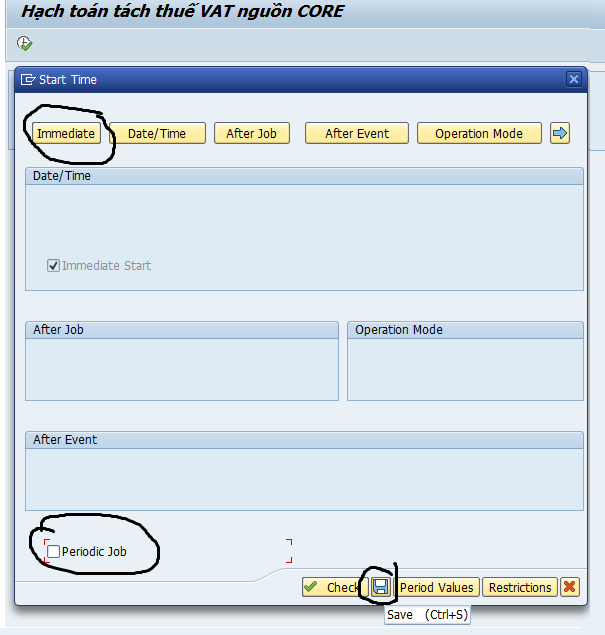 Hạch toán tách thuế VAT nguồn CORE
Start Time
Immediate Date/Time After Job After Event Operation Mode
Date/Time
Immediate Start
After Job Operation Mode
After Event
Periodic Job
Check Period Values Restrictions
Save (Ctrl+S)